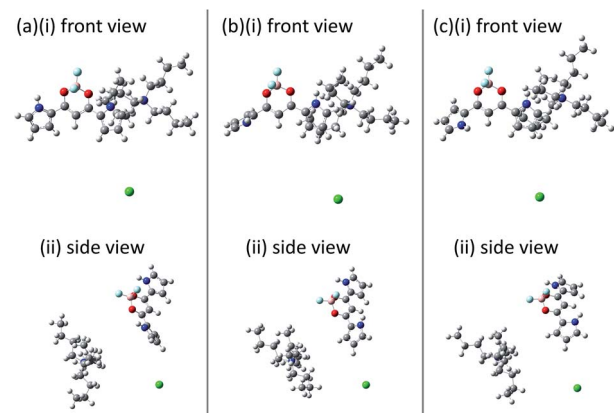 (a)(i) front view
(b)(i) front view
(c)(i) front view
(ii) side view
(ii) side view
(ii) side view